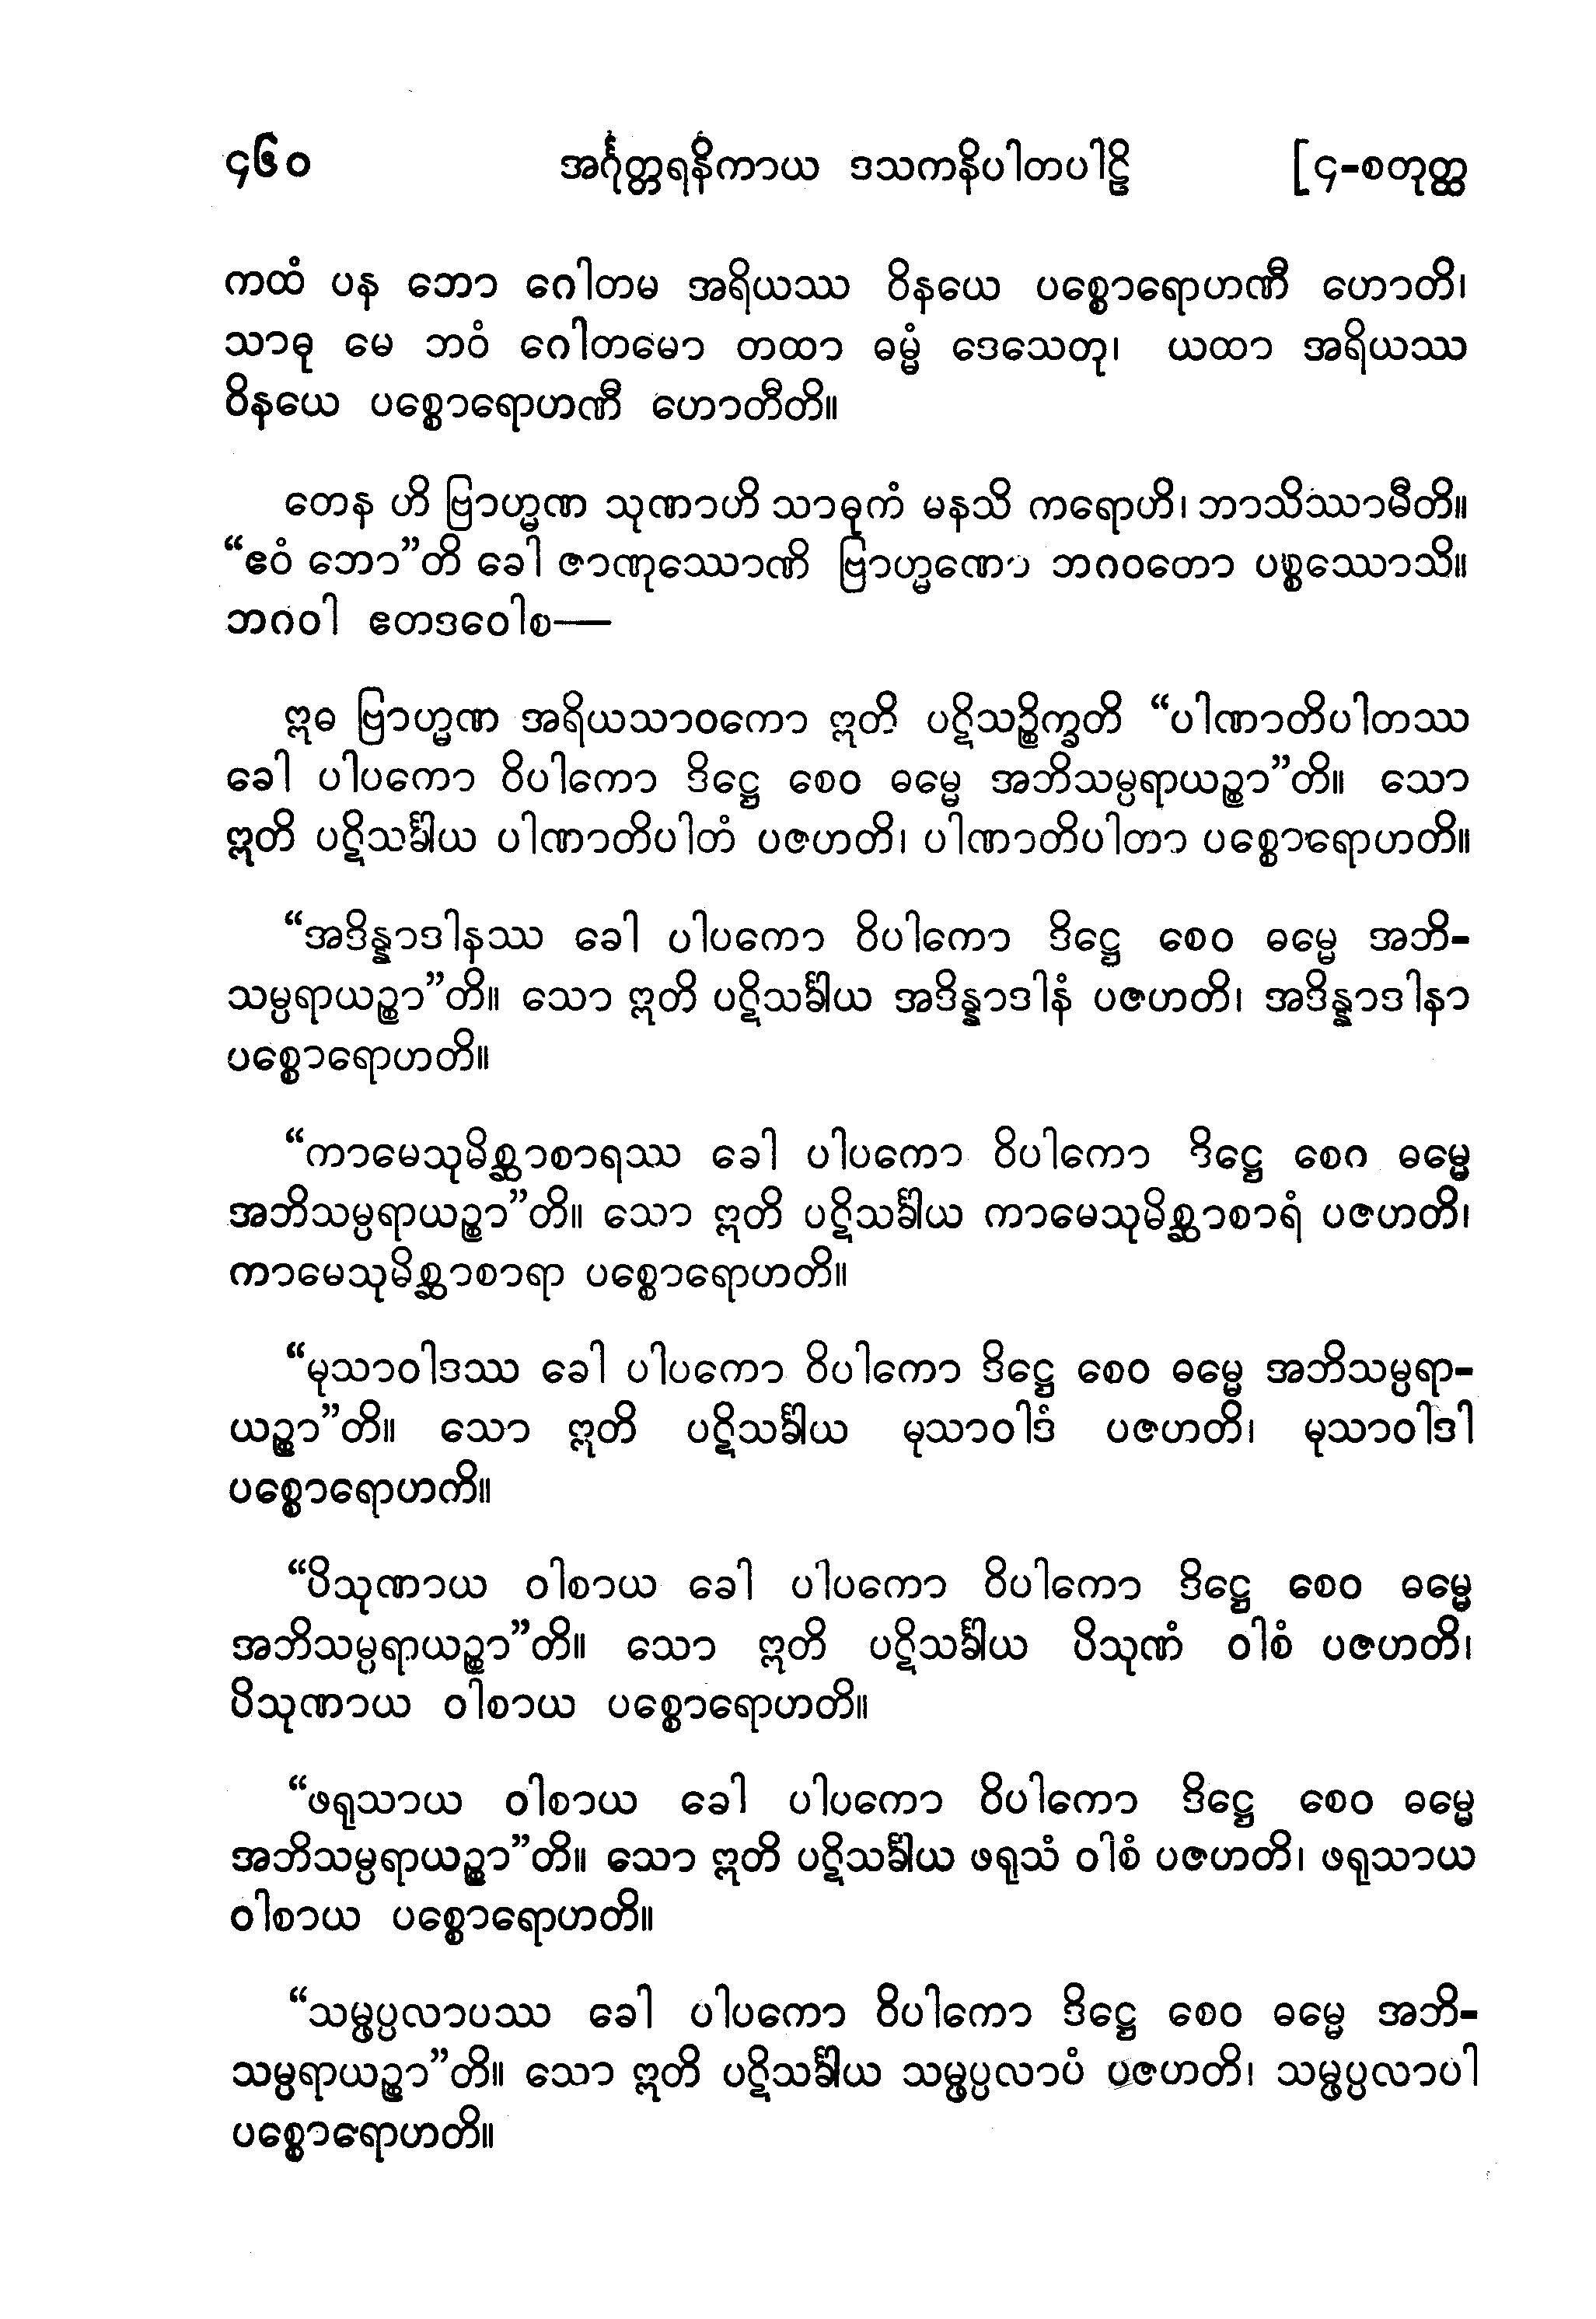 ၄၆၀ အင်္ဂုတ္တရနိကာယ ဒသကနိပါတပါဠိ [၄-စတုတ္ထ
ကထံ ပန ဘော ဂေါတမ အရိယဿ ဝိနယေ ပစ္စောရောဟဏီ ဟောတိ၊
သာဓု မေ ဘဝံ ဂေါတမော တထာ ဓမ္မံ ဒေသေတု၊ ယထာ အရိယဿ
ဝိနယေ ပစ္စောရောဟဏီ ဟောတီတိ။
တေန ဟိ ဗြာဟ္မဏ သုဏာဟိ သာဓုကံ မနသိ ကရောဟိ၊ ဘာသိဿာမီတိ။
“ဧဝံ ဘော”တိ ခေါ ဇာဏုဿောဏိ ဗြာဟ္မဏော ဘဂဝတော ပစ္စဿောသိ။
ဘဂဝါ ဧတဒဝေါစ—
ဣဓ ဗြာဟ္မဏ အရိယသာဝကော ဣတိ ပဋိသဉ္စိက္ခတိ “ပါဏာတိပါတဿ
ခေါ ပါပကော ဝိပါကော ဒိဋ္ဌေ စေဝ ဓမ္မေ အဘိသမ္ပရာယဉ္စာ”တိ။ သော
ဣတိ ပဋိသင်္ခါယ ပါဏာတိပါတံ ပဇဟတိ၊ ပါဏာတိပါတာ ပစ္စောရောဟတိ။
“အဒိန္နာဒါနဿ ခေါ ပါပကော ဝိပါကော ဒိဋ္ဌေ စေဝ ဓမ္မေ အဘိ-
သမ္ပရာယဉ္စာ”တိ။ သော ဣတိ ပဋိသင်္ခါယ အဒိန္နာဒါနံ ပဇဟတိ၊ အဒိန္နာဒါနာ
ပစ္စောရောဟတိ။
“ကာမေသုမိစ္ဆာစာရဿ ခေါ ပါပကော ဝိပါကော ဒိဋ္ဌေ စေဂ ဓမ္မေ
အဘိသမ္ပရာယဉ္စာ”တိ။ သော ဣတိ ပဋိသင်္ခါယ ကာမေသုမိစ္ဆာစာရံ ပဇဟတိ၊
ကာမေသုမိစ္ဆာစာရာ ပစ္စောရောဟတိ။
“မုသာဝါဒဿ ခေါ ပါပကော ဝိပါကော ဒိဋ္ဌေ စေဝ ဓမ္မေ အဘိသမ္ပရာ-
ယဉ္စာ”တိ။ သော ဣတိ ပဋိသင်္ခါယ မုသာဝါဒံ ပဇဟတိ၊ မုသာဝါဒါ
ပစ္စောရောဟကိ။
“ပိသုဏာယ ဝါစာယ ခေါ ပါပကော ဝိပါကော ဒိဋ္ဌေ စေဝ ဓမ္မေ
အဘိသမ္ပရာယဉ္စာ”တိ။ သော ဣတိ ပဋိသင်္ခါယ ပိသုဏံ ဝါစံ ပဇဟတိ၊
ပိသုဏာယ ဝါစာယ ပစ္စောရောဟတိ။
“ဖရုသာယ ဝါစာယ ခေါ ပါပကော ဝိပါကော ဒိဋ္ဌေ စေဝ ဓမ္မေ
အဘိသမ္ပရာယဉ္စာ”တိ။ သော ဣတိ ပဋိသင်္ခါယ ဖရုသံ ဝါစံ ပဇဟတိ၊ ဖရုသာယ
ဝါစာယ ပစ္စောရောဟတိ။
“သမ္ဖပ္ပလာပဿ ခေါ ပါပကော ဝိပါကော ဒိဋ္ဌေ စေဝ ဓမ္မေ အဘိ-
သမ္ပရာယဉ္စာ”တိ။ သော ဣတိ ပဋိသင်္ခါယ သမ္ဖပ္ပလာပံ ပဇဟတိ၊ သမ္ဖပ္ပလာပါ
ပစ္စောရောဟတိ။